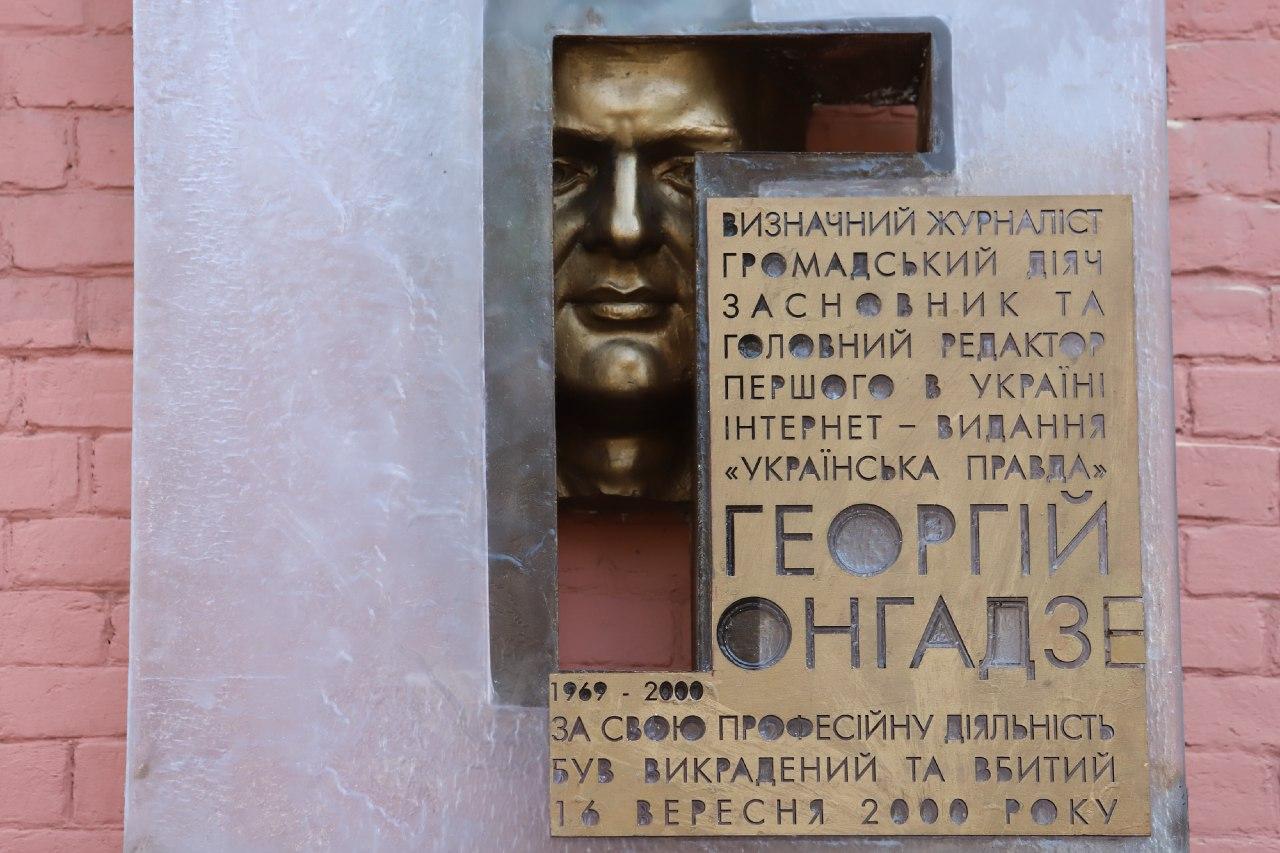 ВИЗНАЧНИЙ ЖУРНАЛІСТ
ГРОМАДСЬКИЙ ДІЯЧ
ЗАСНОВНИК ТА
ГОЛОВНИЙ РЕДАКТОР
ПЕРШОГО В УКРАЇНІ
ІНТЕРНЕТ – ВИДАННЯ
«УКРАЇНСЬКА ПРАВДА»
ГЕОРГІЙ
ОНГАДЗЕ
1969 - 2000
ЗА СВОЮ ПРОФЕСІЙНУ ДІЯЛЬНІСТЬ
БУВ ВИКРАДЕНИЙ ТА ВБИТИЙ
16 ВЕРЕСНЯ 2000 РОКУ